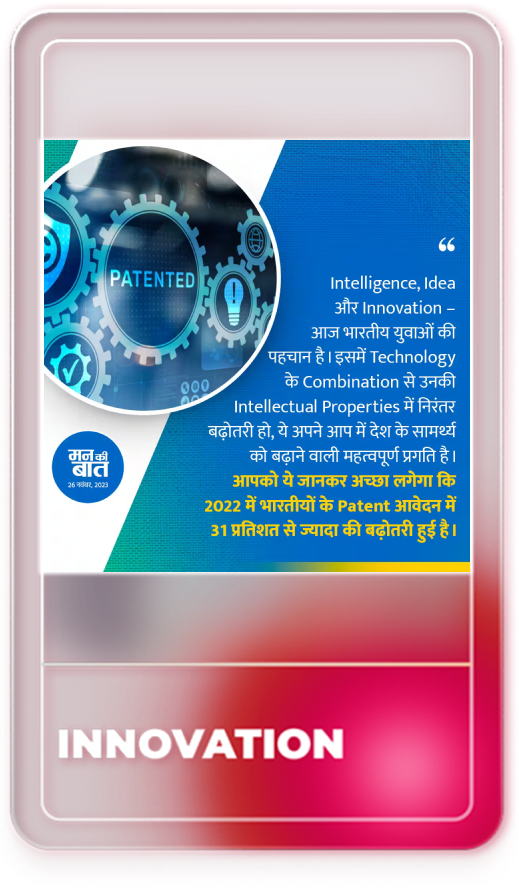 PATENTED
“
Intelligence, Idea
और Innovation –
आज भारतीय युवाओं की
पहचान है। इसमें Technology
के Combination से उनकी
Intellectual Properties में निरंतर
बढ़ोतरी हो, ये अपने आप में देश के सामर्थ्य
को बढ़ाने वाली महत्वपूर्ण प्रगति है।
आपको ये जानकर अच्छा लगेगा कि
2022 में भारतीयों के Patent आवेदन में
31 प्रतिशत से ज्यादा की बढ़ोतरी हुई है।
मन की
बात
26 नवंबर, 2023
INNOVATION